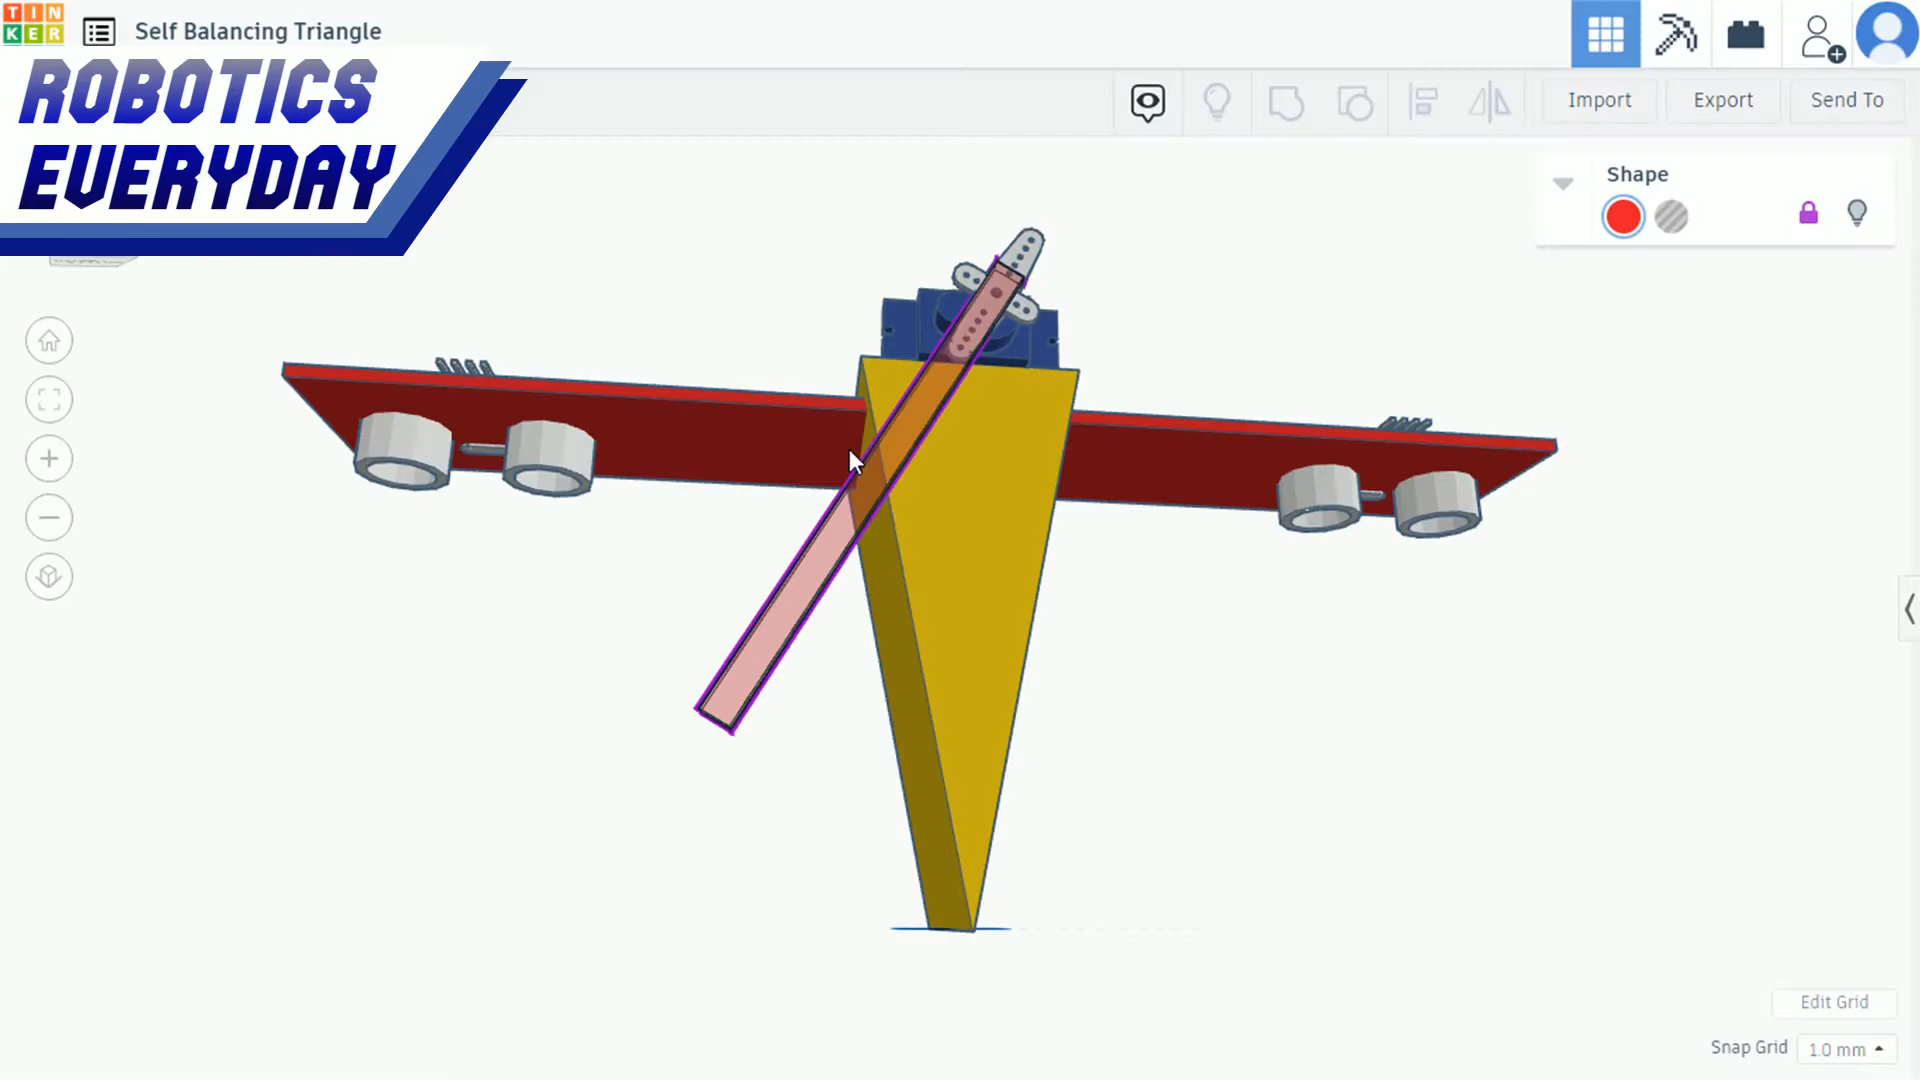 TIN
KER
Self Balancing Triangle
ROBOTICS
EVERYDAY
Import
Export
Send To
Shape
Edit Grid
Snap Grid
1.0 mm